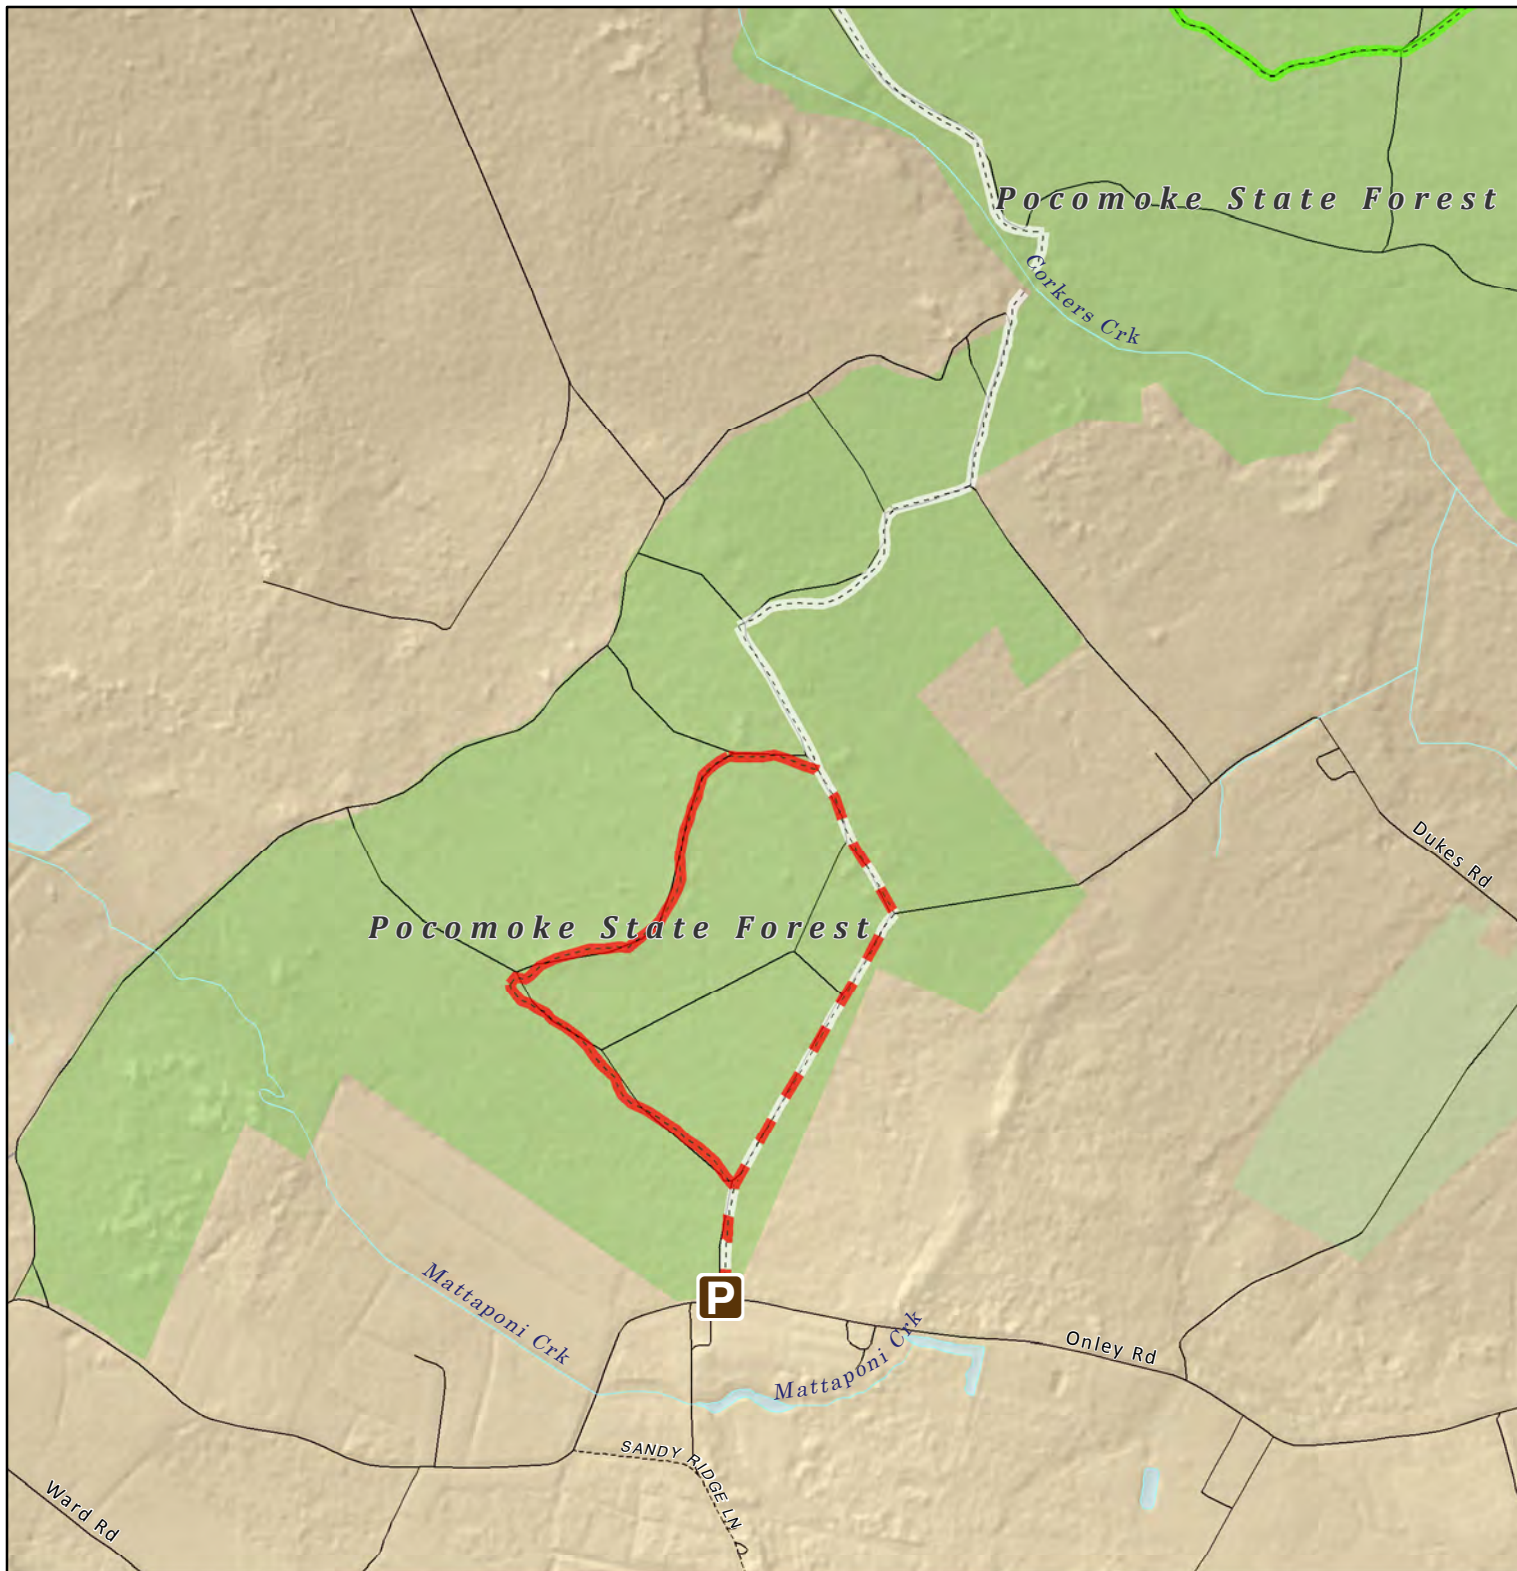 Pocomoke State Forest
Corkers Crk
Dukes Rd
Pocomoke State Forest
Mattaponi Crk
P
Mattaponi Crk
Onley Rd
SANDY RIDGE LN
Ward Rd